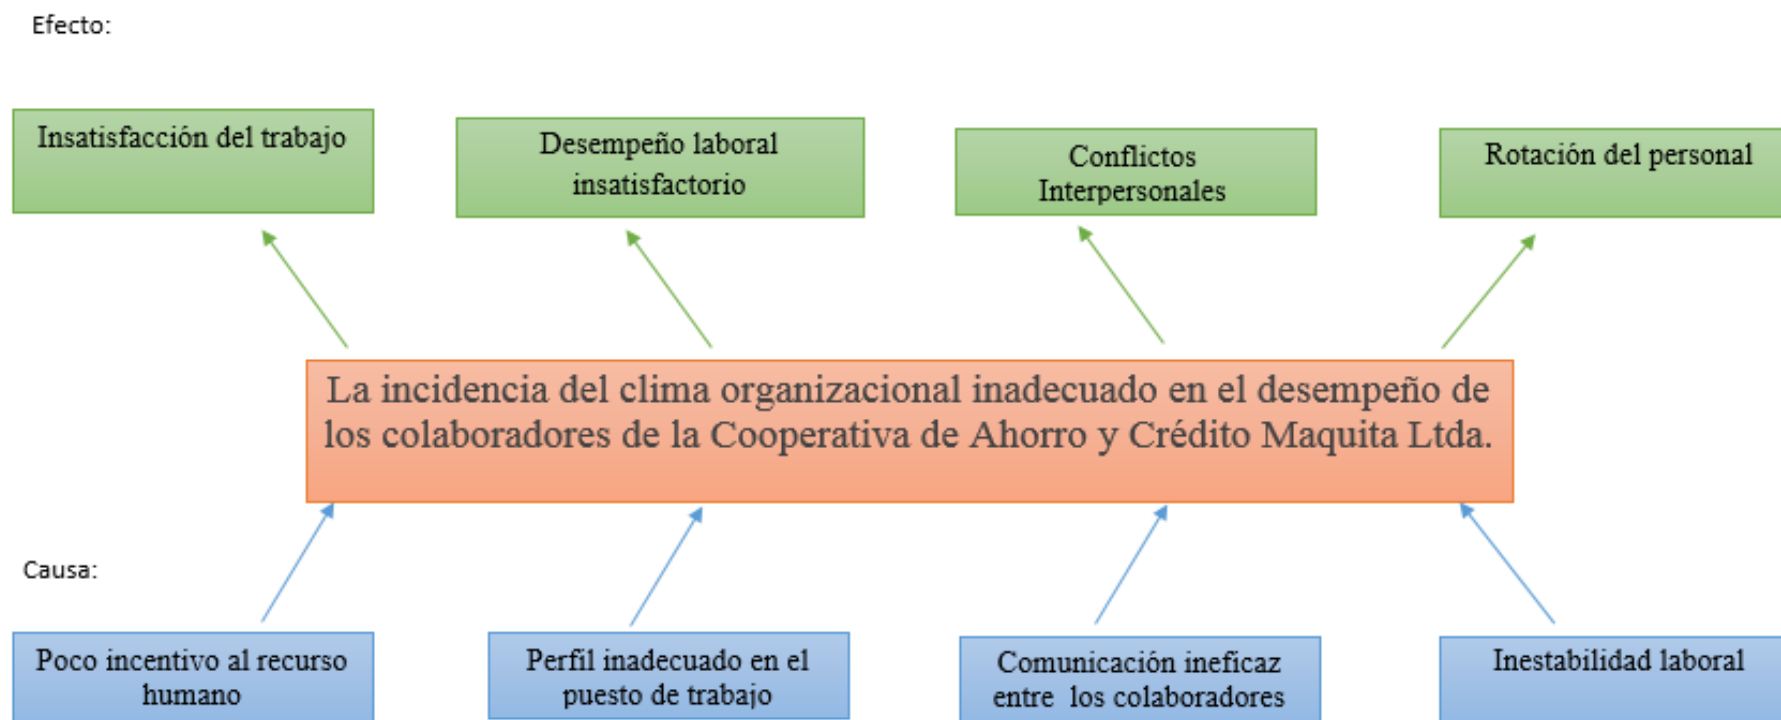 Efecto:
Insatisfacción del trabajo
Desempeño laboral
insatisfactorio
Conflictos
Interpersonales
Rotación del personal
La incidencia del clima organizacional inadecuado en el desempeño de
los colaboradores de la Cooperativa de Ahorro y Crédito Maquita Ltda.
Causa:
Poco incentivo al recurso
humano
Perfil inadecuado en el
puesto de trabajo
Comunicación ineficaz
entre los colaboradores
Inestabilidad laboral